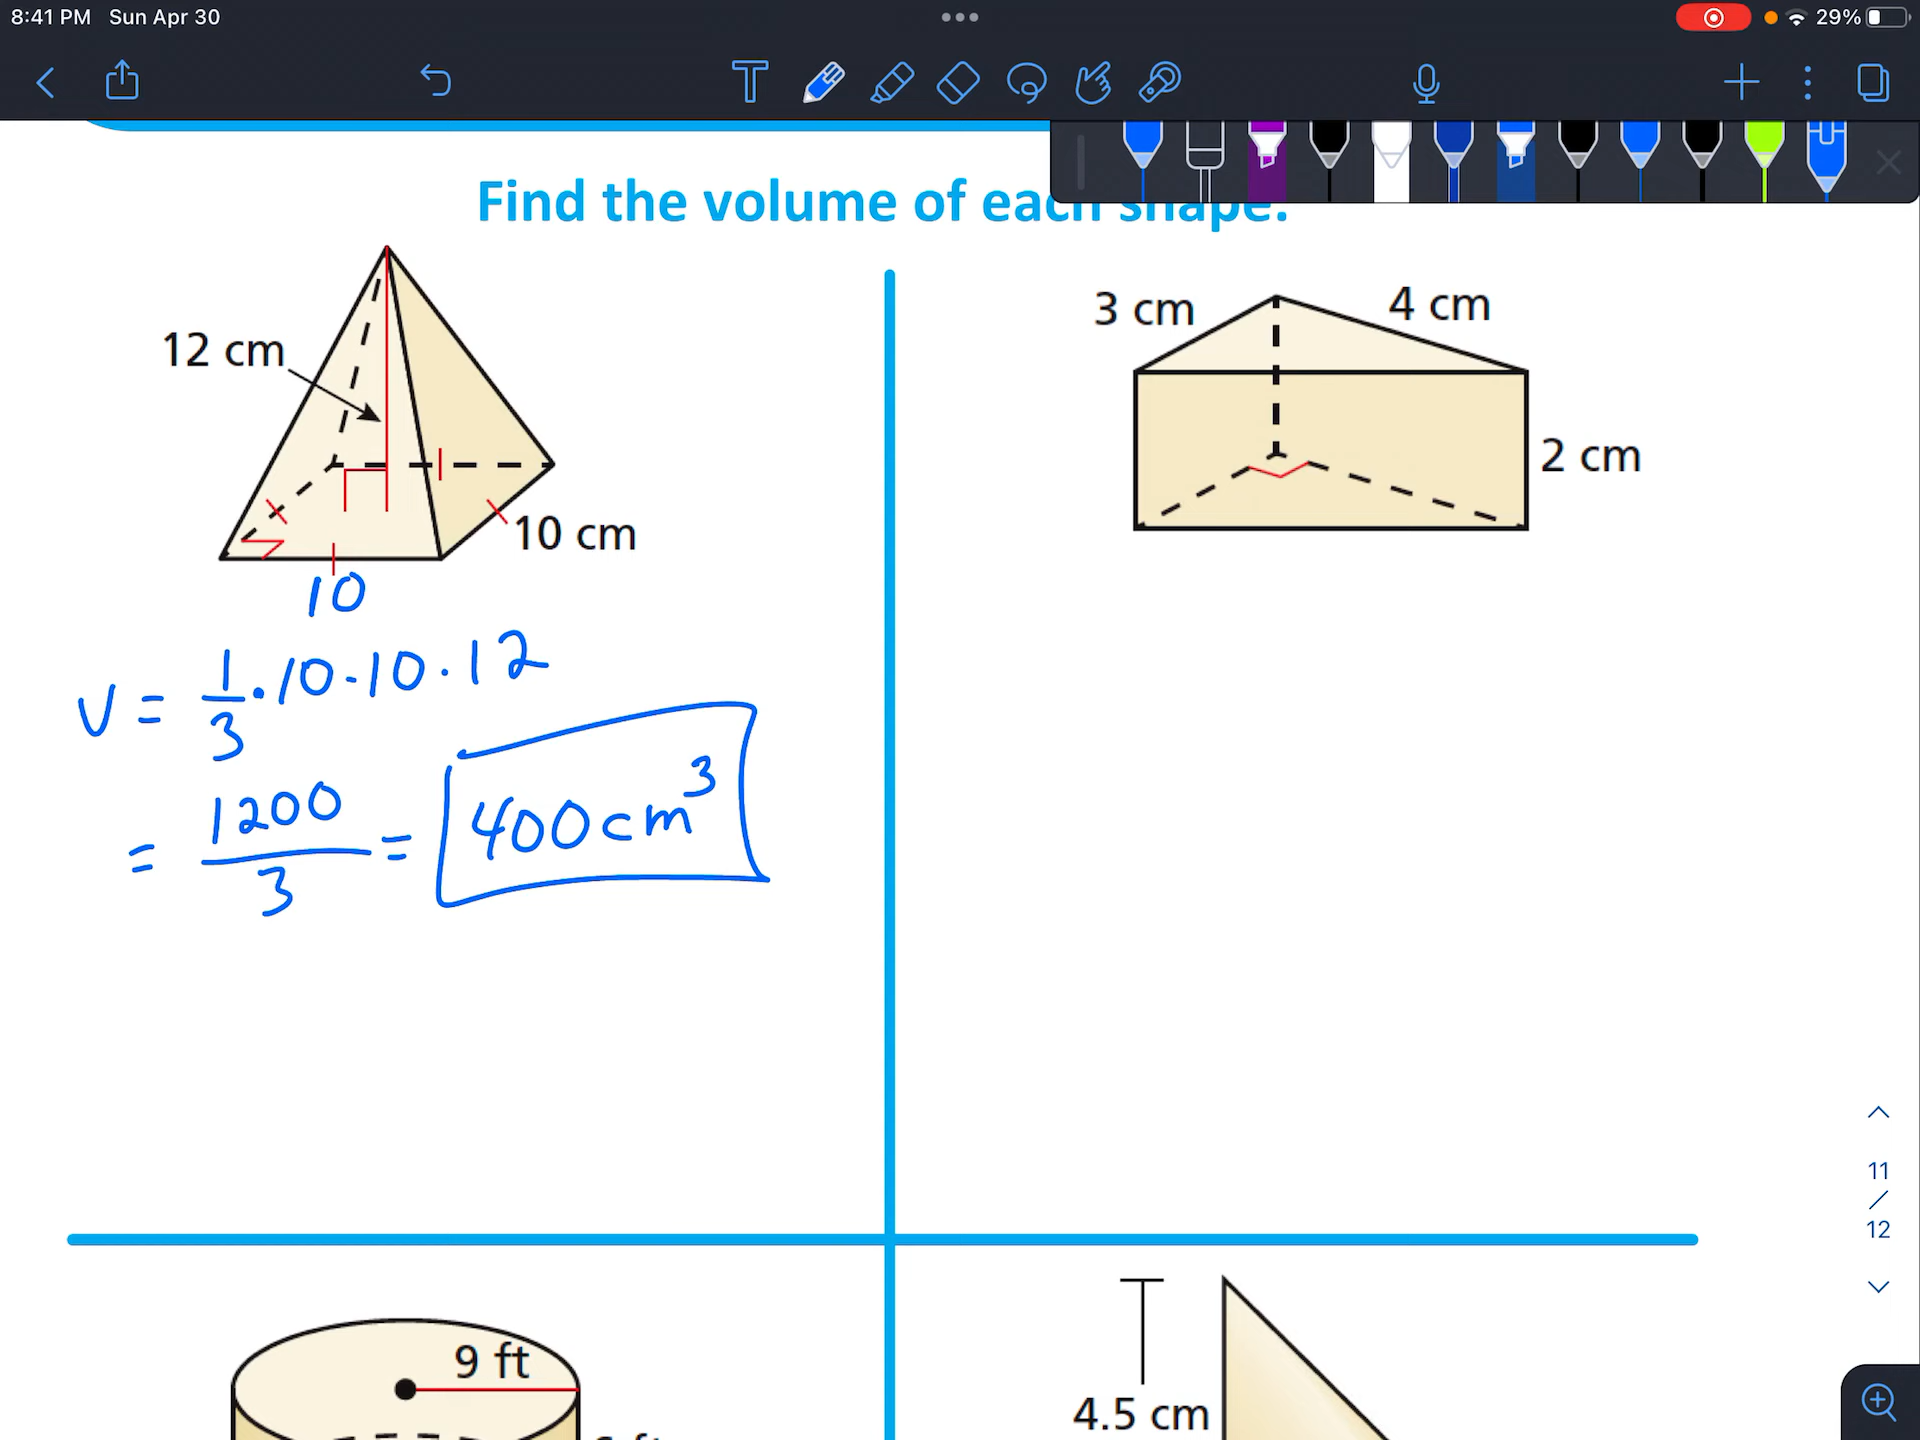 8:41 PM Sun Apr 30
29%
Find the volume of each shape.
12 cm
10 cm
10
V = 1/3 · 10 · 10 · 12
= 1200/3 = 400 cm³
3 cm
4 cm
2 cm
11
/
12
9 ft
4.5 cm